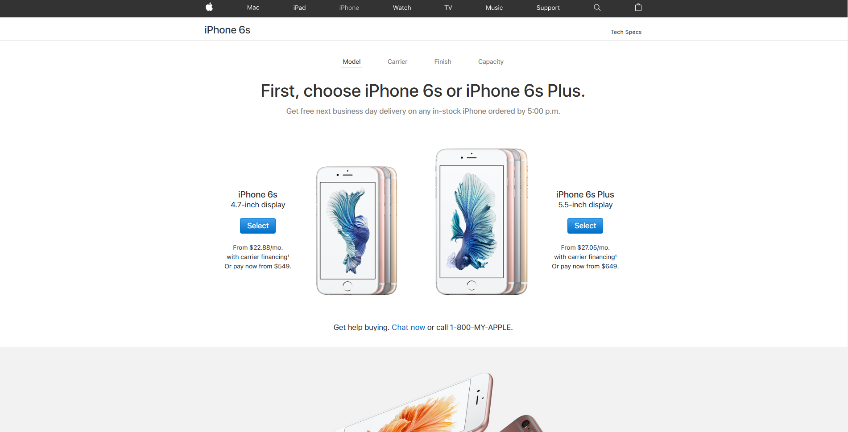 Mac iPad iPhone Watch TV Music Support
iPhone 6s
Tech Specs
Model Carrier Finish Capacity
First, choose iPhone 6s or iPhone 6s Plus.
Get free next business day delivery on any in-stock iPhone ordered by 5:00 p.m.
iPhone 6s
4.7-inch display
Select
From $22.88/mo.
with carrier financing¹
Or pay now from $549.
iPhone 6s Plus
5.5-inch display
Select
From $27.05/mo.
with carrier financing¹
Or pay now from $649.
Get help buying. Chat now or call 1-800-MY-APPLE.